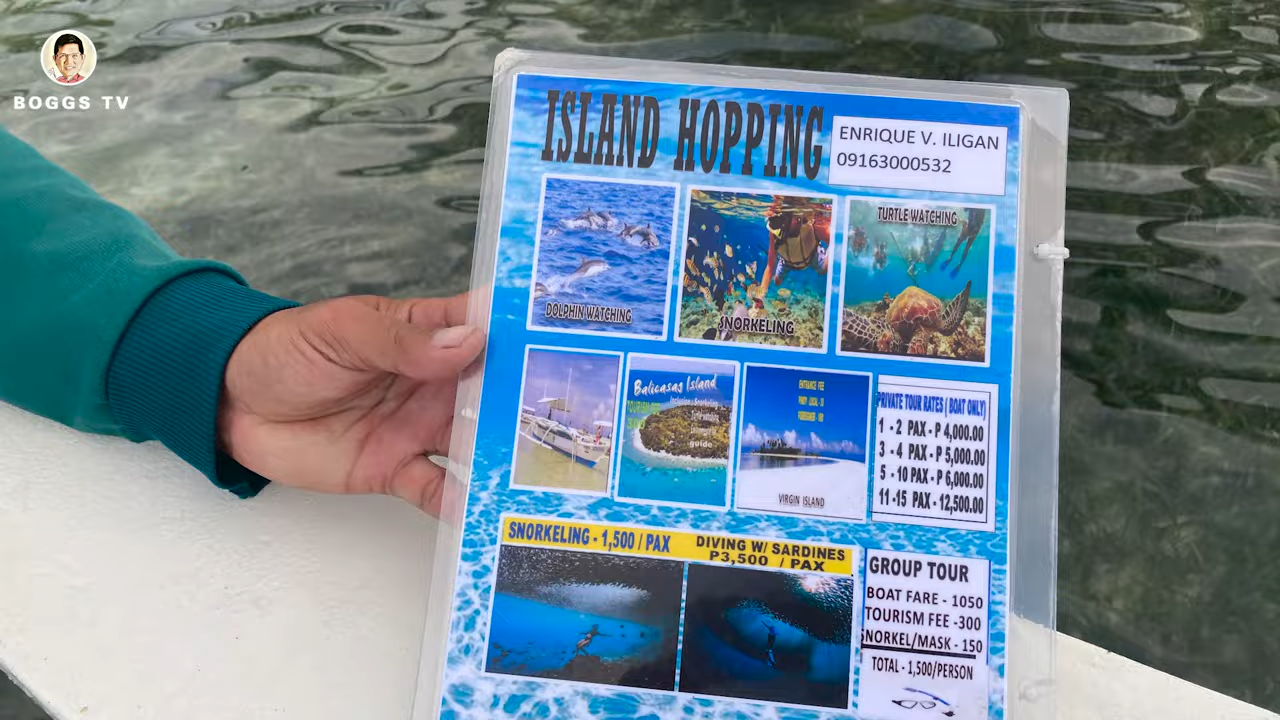 BOGGS TV
ISLAND HOPPING
ENRIQUE V. ILIGAN
09163000532
DOLPHIN WATCHING
SNORKELING
TURTLE WATCHING
Balicasag Island
guide
ENTRANCE FEE
VIRGIN ISLAND
PRIVATE TOUR RATES ( BOAT ONLY)
1 - 2 PAX - P 4,000.00
3 - 4 PAX - P 5,000.00
5 - 10 PAX - P 6,000.00
11 -15 PAX - 12,500.00
SNORKELING - 1,500 / PAX
DIVING W/ SARDINES
P3,500 / PAX
GROUP TOUR
BOAT FARE - 1050
TOURISM FEE -300
SNORKEL/MASK - 150
TOTAL - 1,500/PERSON